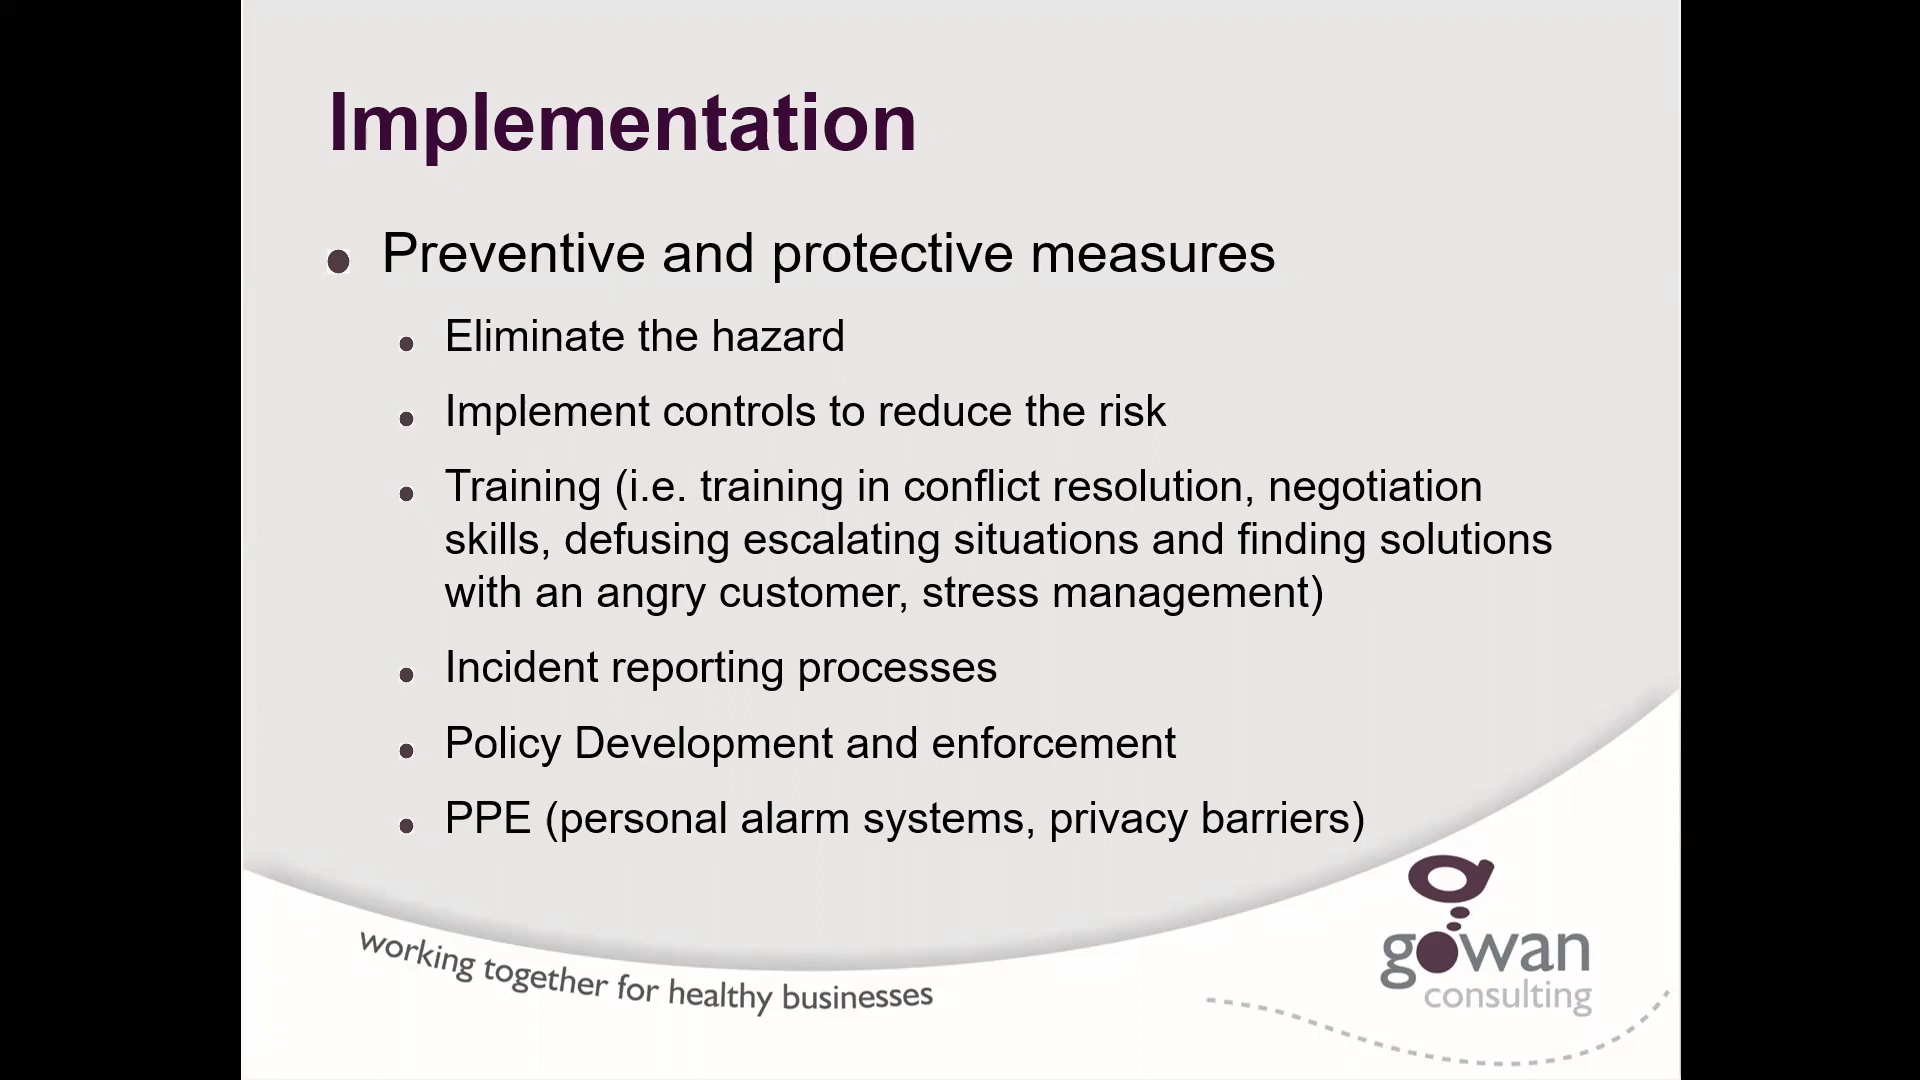 Implementation
Preventive and protective measures
Eliminate the hazard
Implement controls to reduce the risk
Training (i.e. training in conflict resolution, negotiation
skills, defusing escalating situations and finding solutions
with an angry customer, stress management)
Incident reporting processes
Policy Development and enforcement
PPE (personal alarm systems, privacy barriers)
working together for healthy businesses
gowan
consulting